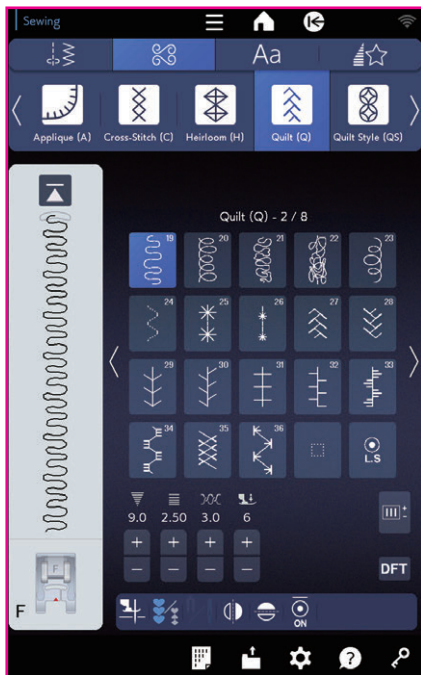 Sewing
Aa
Applique (A) Cross-Stitch (C) Heirloom (H) Quilt (Q) Quilt Style (QS)
Quilt (Q) - 2 / 8
19 20 21 22 23
24 25 26 27 28
29 30 31 32 33
34 35 36 L.S
9.0 2.50 3.0 6
+ + + +
− − − −
DFT
F
F
ON
?